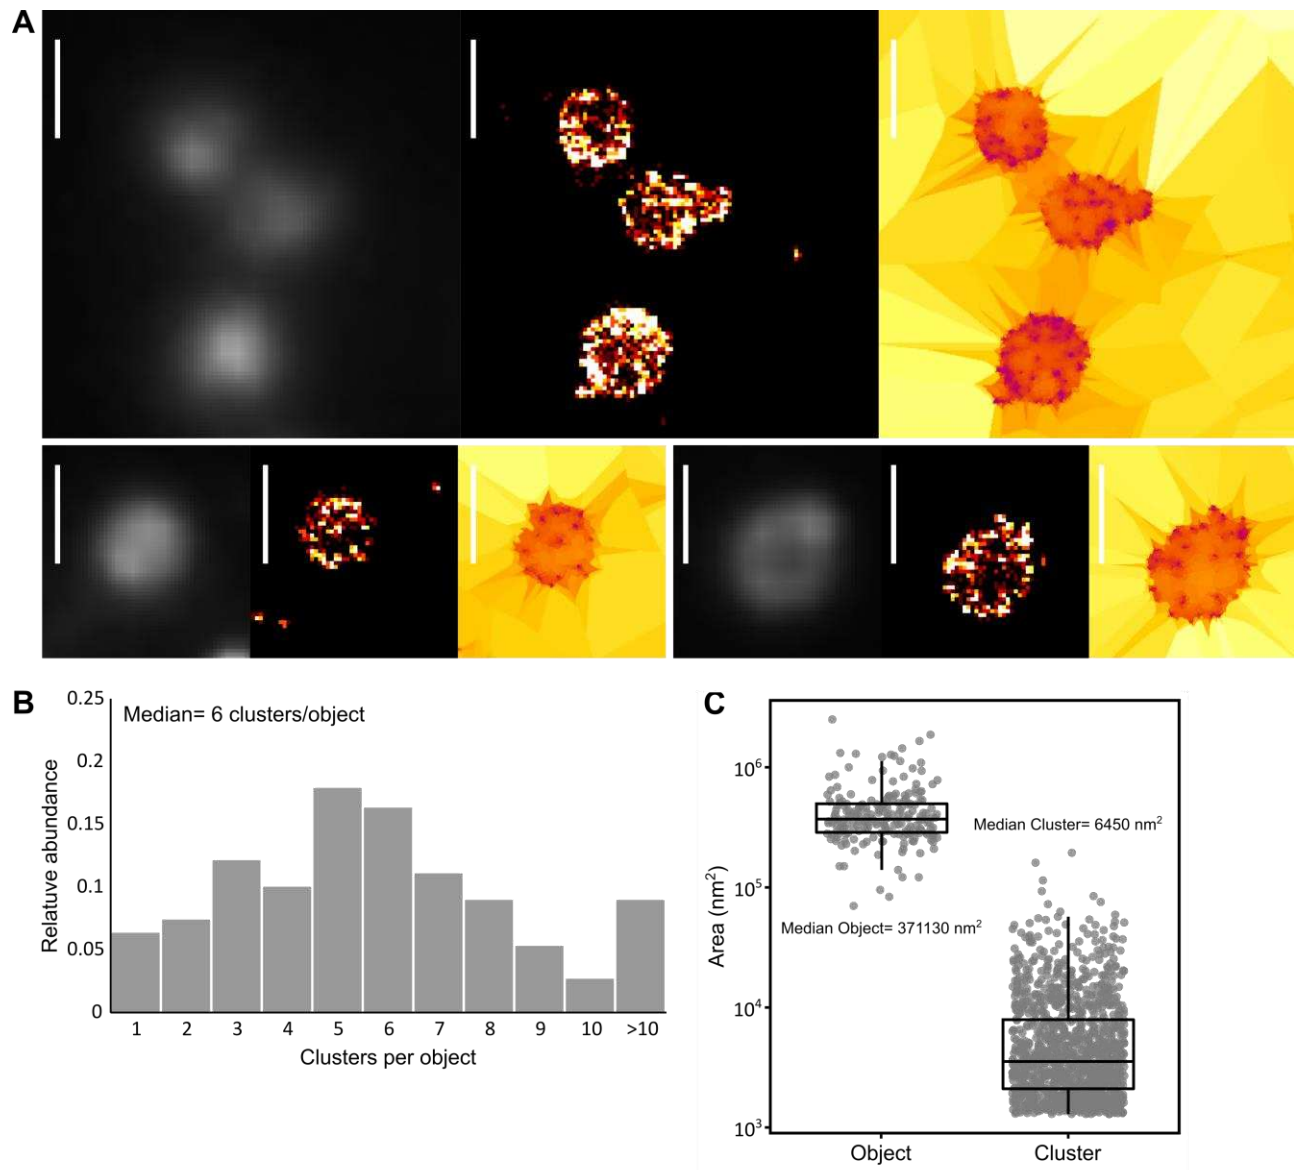 A
B
Median= 6 clusters/object
Relative abundance
0.25
0.2
0.15
0.1
0.05
0
1 2 3 4 5 6 7 8 9 10 >10
Clusters per object
C
Area (nm²)
10⁶
10⁵
10⁴
10³
Median Cluster= 6450 nm²
Median Object= 371130 nm²
Object Cluster